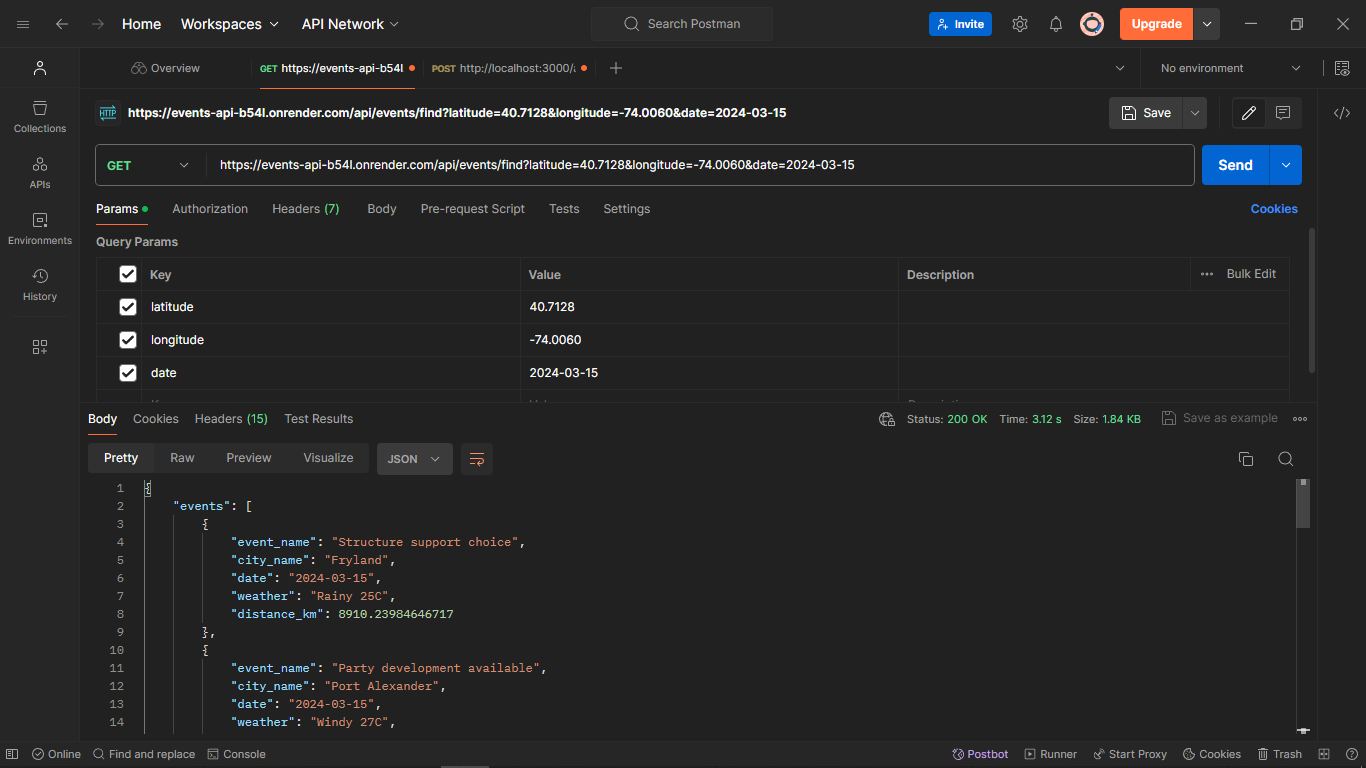 Home Workspaces API Network Search Postman Invite Upgrade
Overview GET https://events-api-b54l POST http://localhost:3000/ No environment
HTTP https://events-api-b54l.onrender.com/api/events/find?latitude=40.7128&longitude=-74.0060&date=2024-03-15 Save
Collections
APIs
Environments
History
GET https://events-api-b54l.onrender.com/api/events/find?latitude=40.7128&longitude=-74.0060&date=2024-03-15 Send
Params Authorization Headers (7) Body Pre-request Script Tests Settings Cookies
Query Params
Key Value Description Bulk Edit
latitude 40.7128
longitude -74.0060
date 2024-03-15
Body Cookies Headers (15) Test Results Status: 200 OK Time: 3.12 s Size: 1.84 KB Save as example
Pretty Raw Preview Visualize JSON
1 {
2 "events": [
3 {
4 "event_name": "Structure support choice",
5 "city_name": "Fryland",
6 "date": "2024-03-15",
7 "weather": "Rainy 25C",
8 "distance_km": 8910.23984646717
9 },
10 {
11 "event_name": "Party development available",
12 "city_name": "Port Alexander",
13 "date": "2024-03-15",
14 "weather": "Windy 27C",
Online Find and replace Console Postbot Runner Start Proxy Cookies Trash